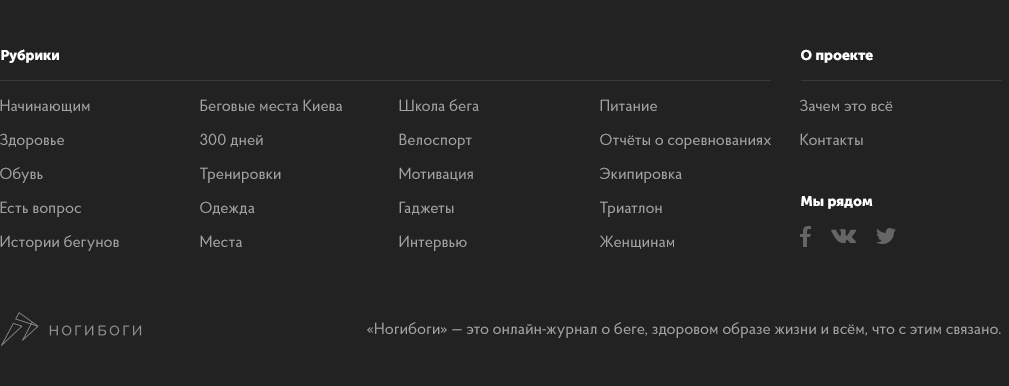 Рубрики
Начинающим
Здоровье
Обувь
Есть вопрос
Истории бегунов
Беговые места Киева
300 дней
Тренировки
Одежда
Места
Школа бега
Велоспорт
Мотивация
Гаджеты
Интервью
Питание
Отчёты о соревнованиях
Экипировка
Триатлон
Женщинам
О проекте
Зачем это всё
Контакты
Мы рядом
НОГИБОГИ
«Ногибоги» — это онлайн-журнал о беге, здоровом образе жизни и всём, что с этим связано.